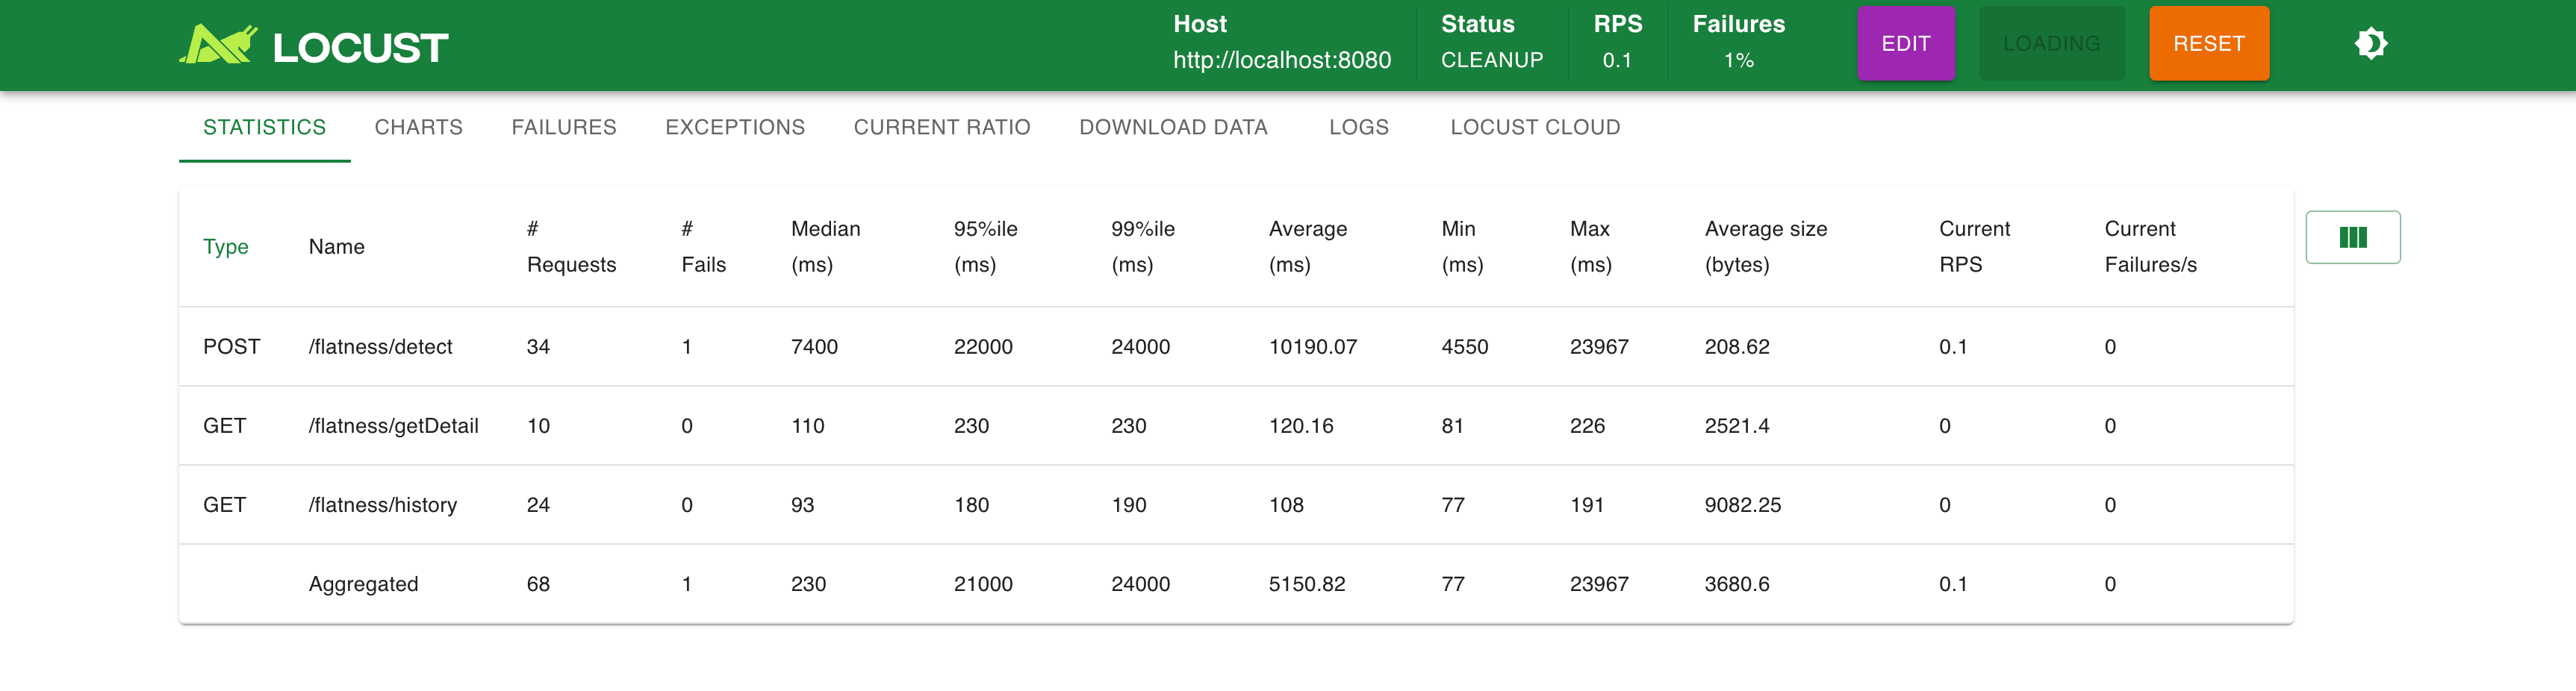 LOCUST
Host Status RPS Failures
http://localhost:8080 CLEANUP 0.1 1%
EDIT LOADING RESET
STATISTICS CHARTS FAILURES EXCEPTIONS CURRENT RATIO DOWNLOAD DATA LOGS LOCUST CLOUD
Type Name # Requests # Fails Median (ms) 95%ile (ms) 99%ile (ms) Average (ms) Min (ms) Max (ms) Average size (bytes) Current RPS Current Failures/s
POST /flatness/detect 34 1 7400 22000 24000 10190.07 4550 23967 208.62 0.1 0
GET /flatness/getDetail 10 0 110 230 230 120.16 81 226 2521.4 0 0
GET /flatness/history 24 0 93 180 190 108 77 191 9082.25 0 0
Aggregated 68 1 230 21000 24000 5150.82 77 23967 3680.6 0.1 0